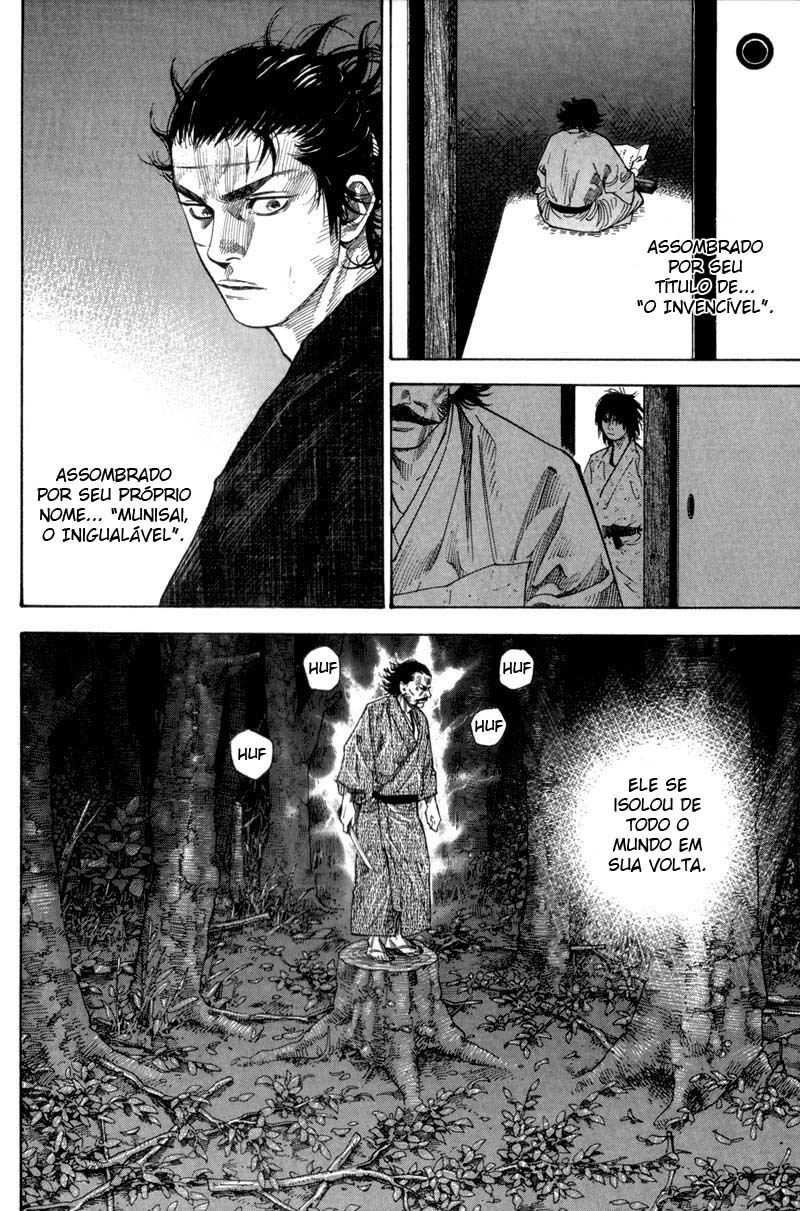 ASSOMBRADO
POR SEU
TÍTULO DE...
"O INVENCÍVEL".
ASSOMBRADO
POR SEU PRÓPRIO
NOME... "MUNISAI,
O INIGUALÁVEL".
HUF
HUF
HUF
HUF
ELE SE
ISOLOU DE
TODO O
MUNDO EM
SUA VOLTA.